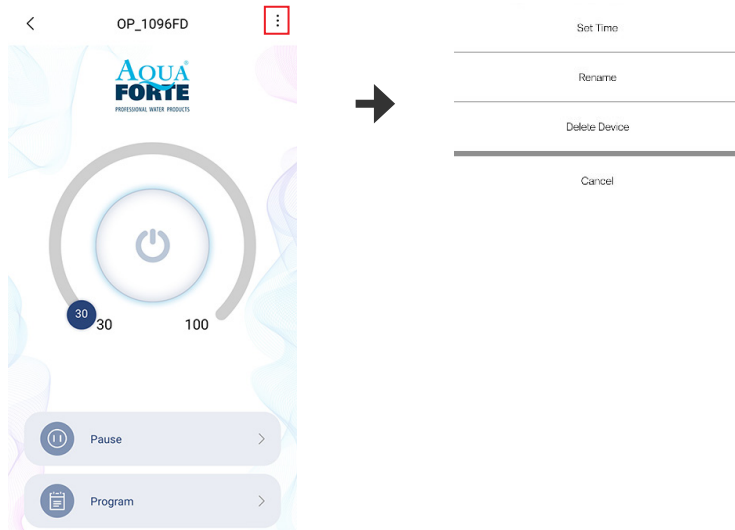 OP_1096FD
AQUA
FORTE
PROFESSIONAL WATER PRODUCTS
30
30
100
Pause
Program
Set Time
Rename
Delete Device
Cancel